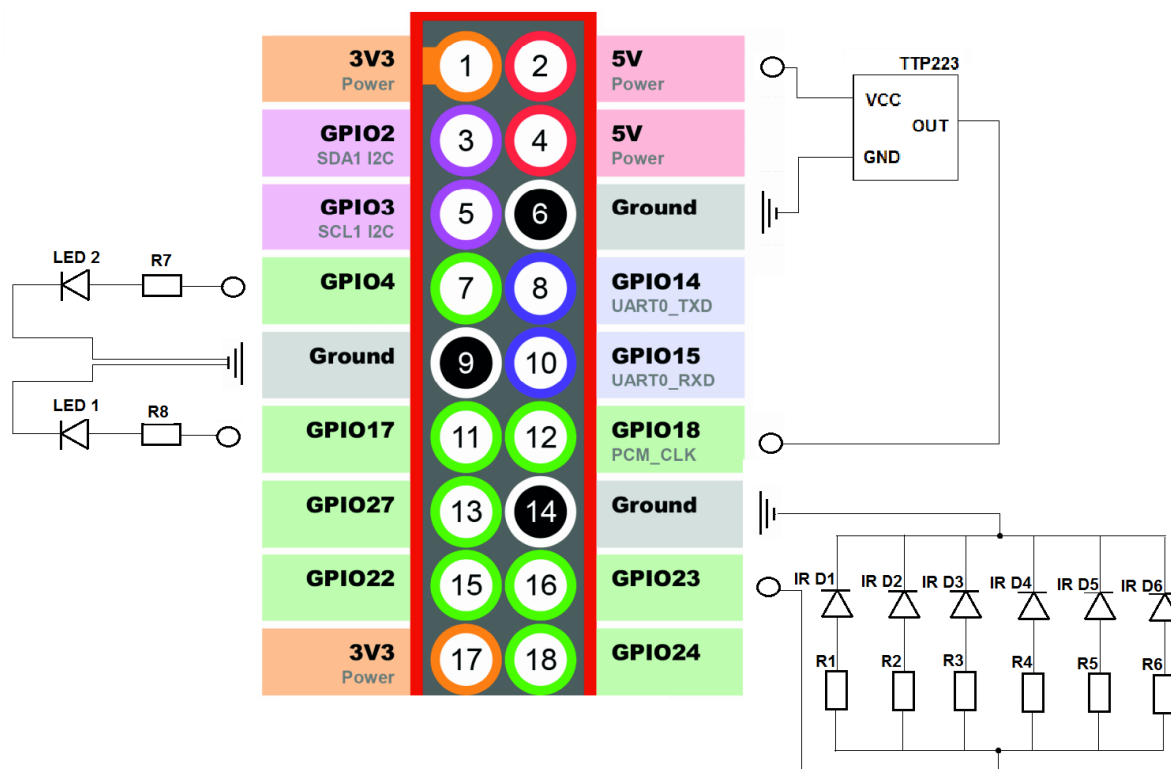 3V3
Power
1
2
5V
Power
GPIO2
SDA1 I2C
3
4
5V
Power
GPIO3
SCL1 I2C
5
6
Ground
GPIO4
7
8
GPIO14
UART0_TXD
Ground
9
10
GPIO15
UART0_RXD
GPIO17
11
12
GPIO18
PCM_CLK
GPIO27
13
14
Ground
GPIO22
15
16
GPIO23
3V3
Power
17
18
GPIO24
LED 2
R7
LED 1
R8
TTP223
VCC
OUT
GND
IR D1
IR D2
IR D3
IR D4
IR D5
IR D6
R1
R2
R3
R4
R5
R6